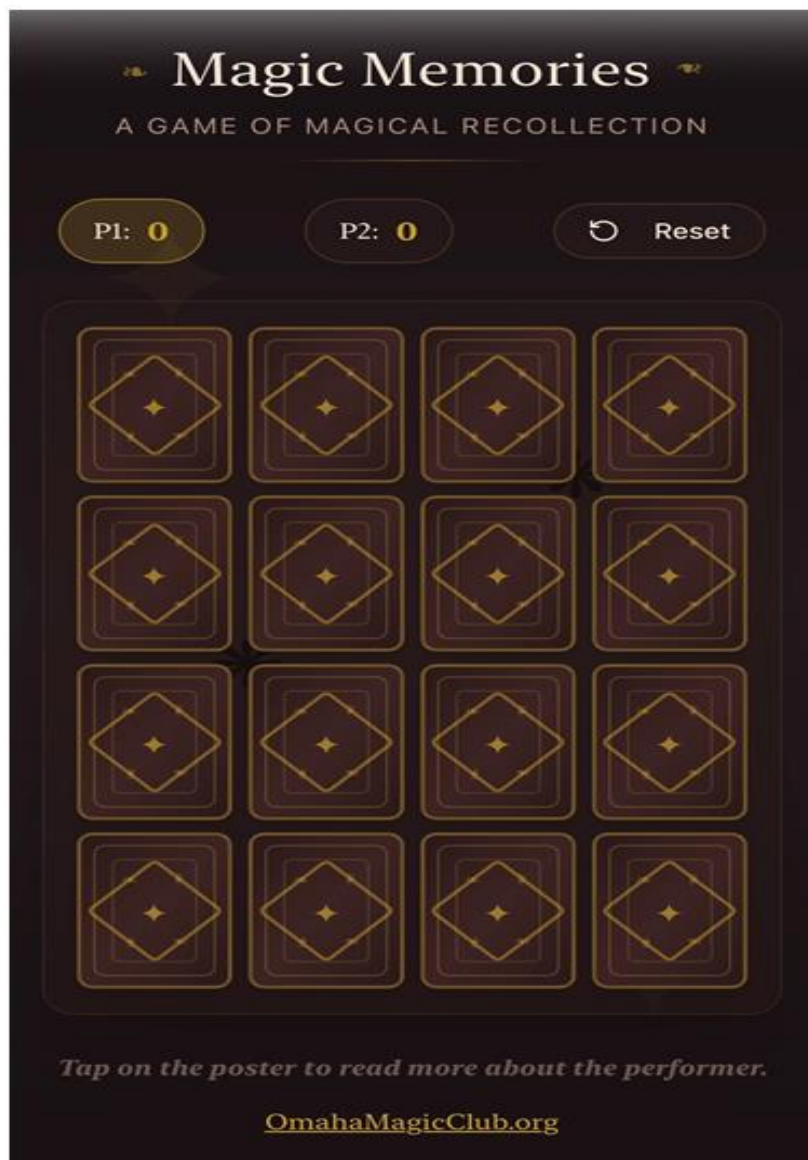 Magic Memories
A GAME OF MAGICAL RECOLLECTION
P1: 0 P2: 0 Reset
Tap on the poster to read more about the performer.
OmahaMagicClub.org